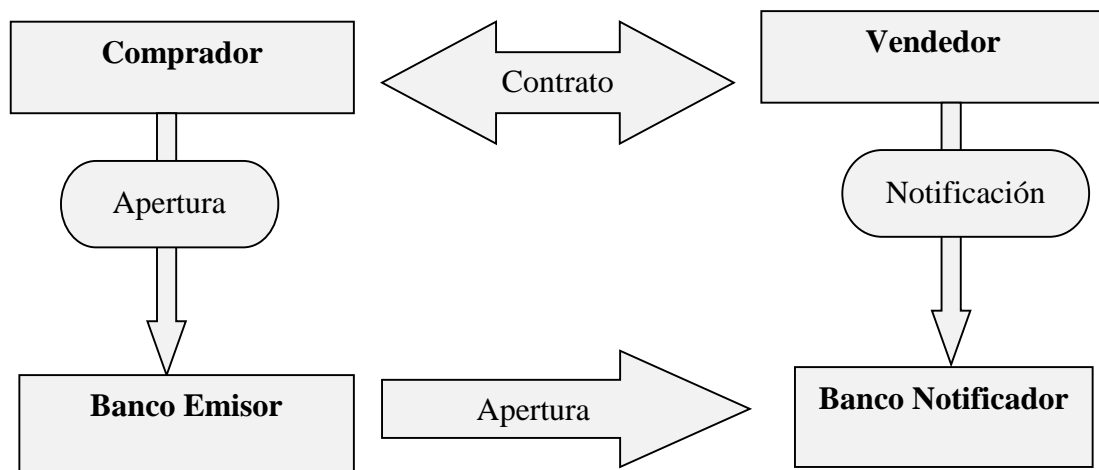 Comprador
Contrato
Vendedor
Apertura
Notificación
Banco Emisor
Apertura
Banco Notificador